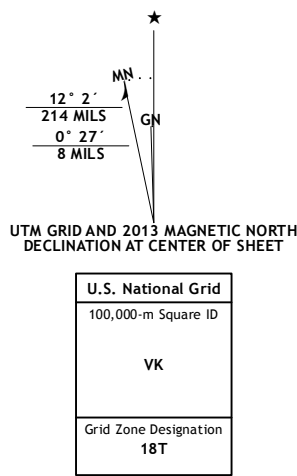 ★
MN
12° 2´
214 MILS
GN
0° 27´
8 MILS
UTM GRID AND 2013 MAGNETIC NORTH
DECLINATION AT CENTER OF SHEET
U.S. National Grid
100,000-m Square ID
VK
Grid Zone Designation
18T